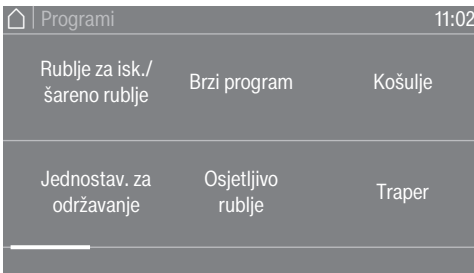 Programi
11:02
Rublje za isk./
šareno rublje
Brzi program
Košulje
Jednostav. za
održavanje
Osjetljivo
rublje
Traper